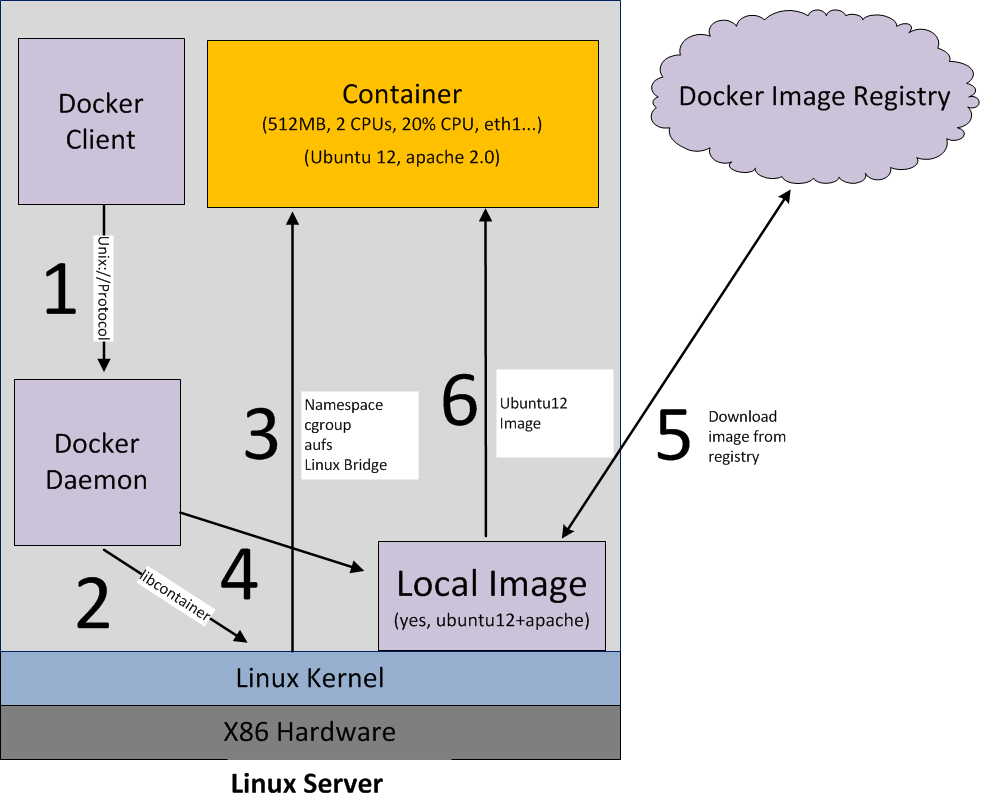 Docker
Client
Container
(512MB, 2 CPUs, 20% CPU, eth1...)
(Ubuntu 12, apache 2.0)
Docker Image Registry
1
Unix://Protocol
Docker
Daemon
3
Namespace
cgroup
aufs
Linux Bridge
6
Ubuntu12
Image
5
Download
image from
registry
2
libcontainer
4
Local Image
(yes, ubuntu12+apache)
Linux Kernel
X86 Hardware
Linux Server